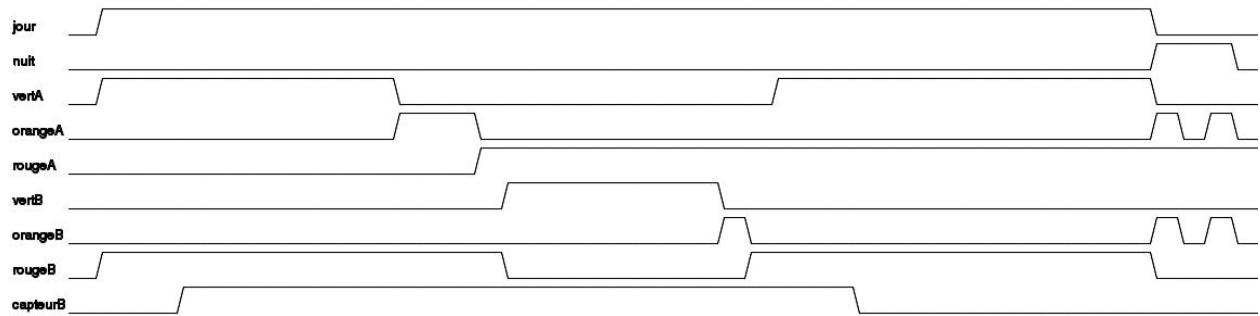 jour
nuit
vertA
orangeA
rougeA
vertB
orangeB
rougeB
capteurB